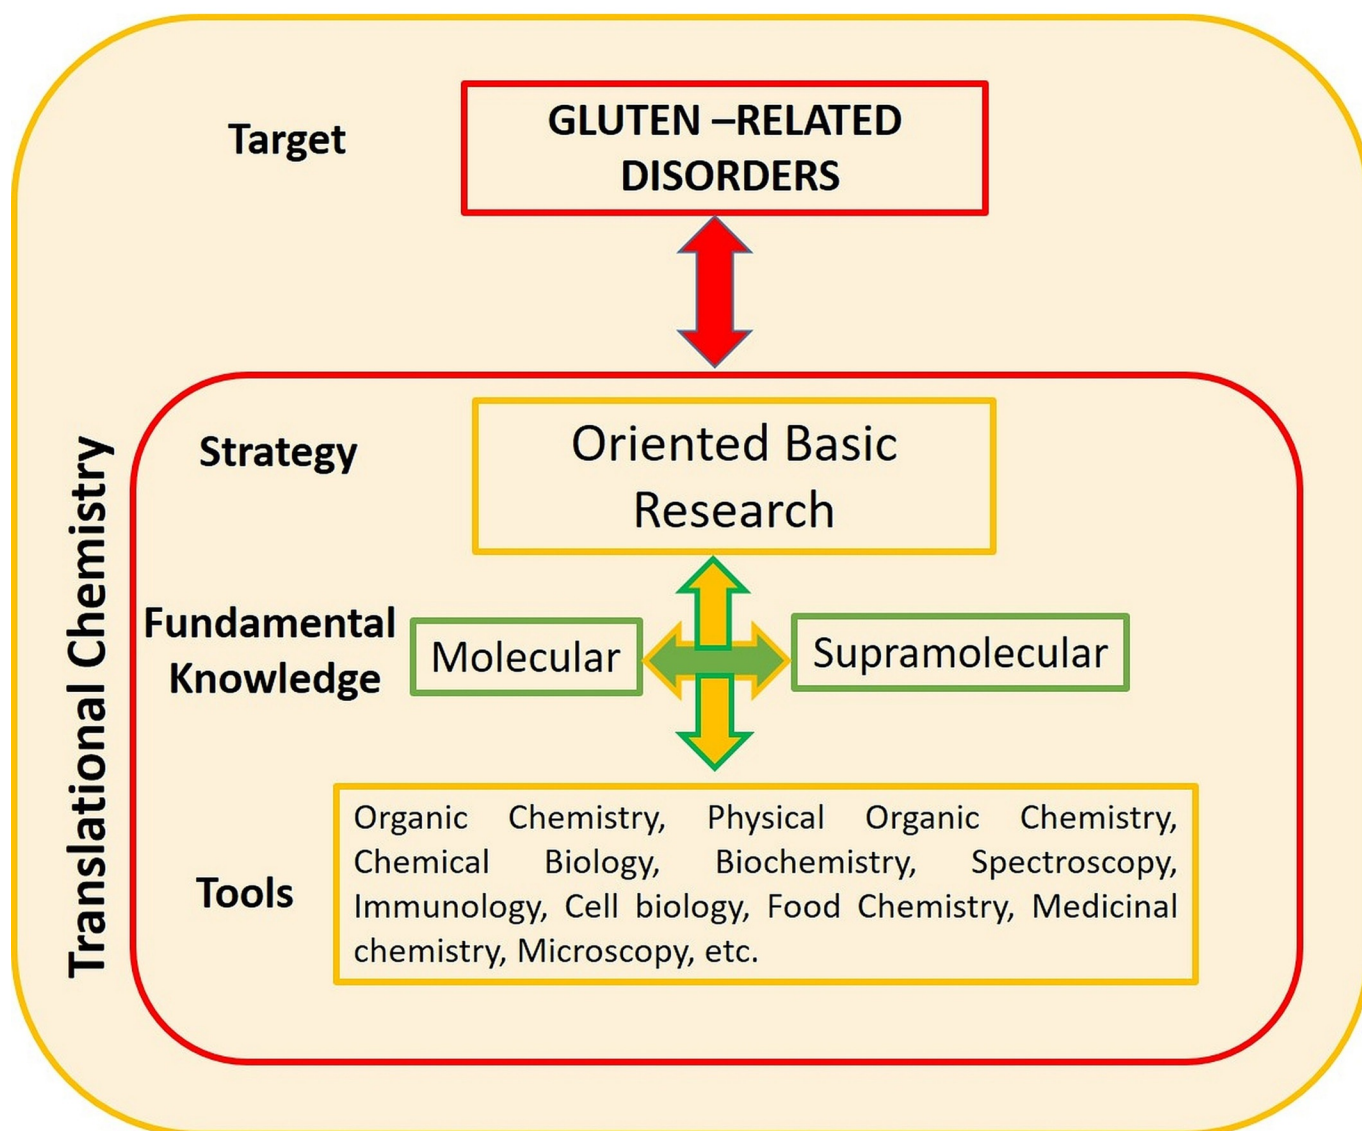 Target
GLUTEN –RELATED
DISORDERS
Translational Chemistry
Strategy
Oriented Basic
Research
Fundamental
Knowledge
Molecular
Supramolecular
Tools
Organic Chemistry, Physical Organic Chemistry,
Chemical Biology, Biochemistry, Spectroscopy,
Immunology, Cell biology, Food Chemistry, Medicinal
chemistry, Microscopy, etc.